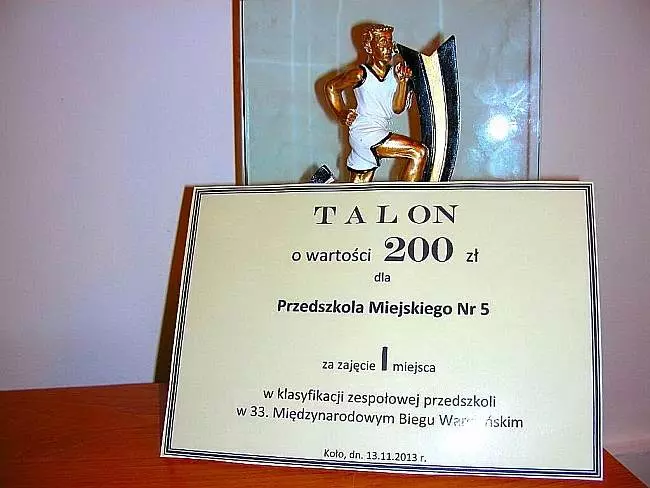 TALON
o wartości 200 zł
dla
Przedszkola Miejskiego Nr 5
za zajęcie I miejsca
w klasyfikacji zespołowej przedszkoli
w 33. Międzynarodowym Biegu
Koło, dn. 13.11.2013 r.